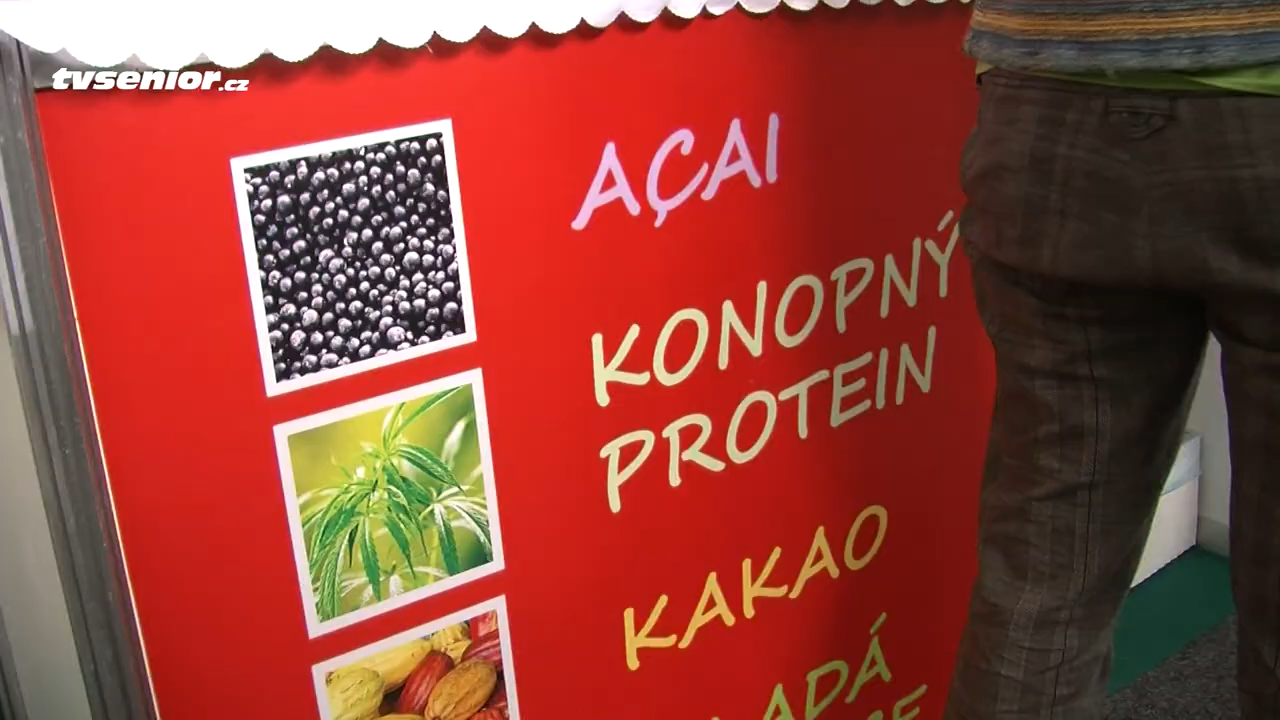 tvsenior.cz
AÇAI
KONOPNÝ
PROTEIN
KAKAO